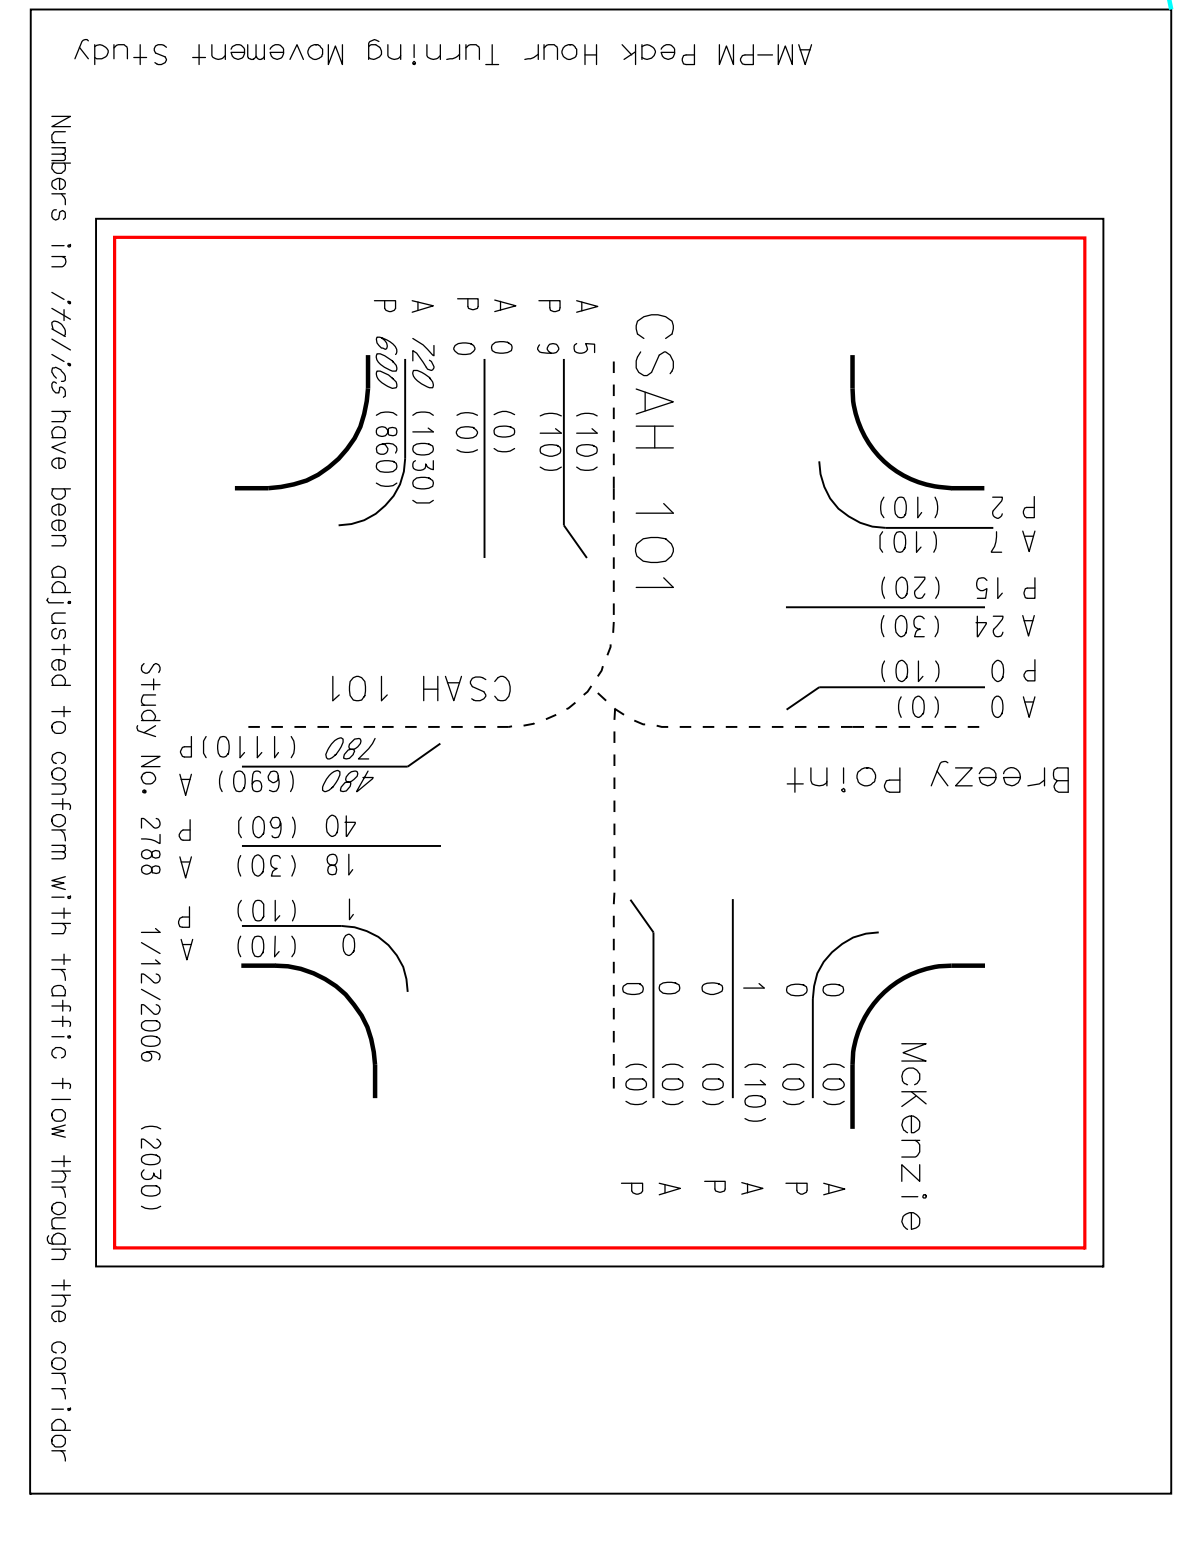 AM-PM Peak Hour Turning Movement Study
Numbers in italics have been adjusted to conform with traffic flow through the corridor
CSAH 101
A 5 (10)
P 9 (10)
A 0 (0)
P 0 (0)
A 720 (1030)
P 600 (860)
P 2 (10)
A 7 (10)
P 15 (20)
A 24 (30)
P 0 (10)
A 0 (0)
Breezy Point
CSAH 101
P 780 (1110)
A 480 (690)
P 40 (60)
A 18 (30)
P 1 (10)
A 0 (10)
McKenzie
0 (0) A
0 (0) P
1 (10) A
0 (0) P
0 (0) A
0 (0) P
Study No. 2788 1/12/2006 (2030)